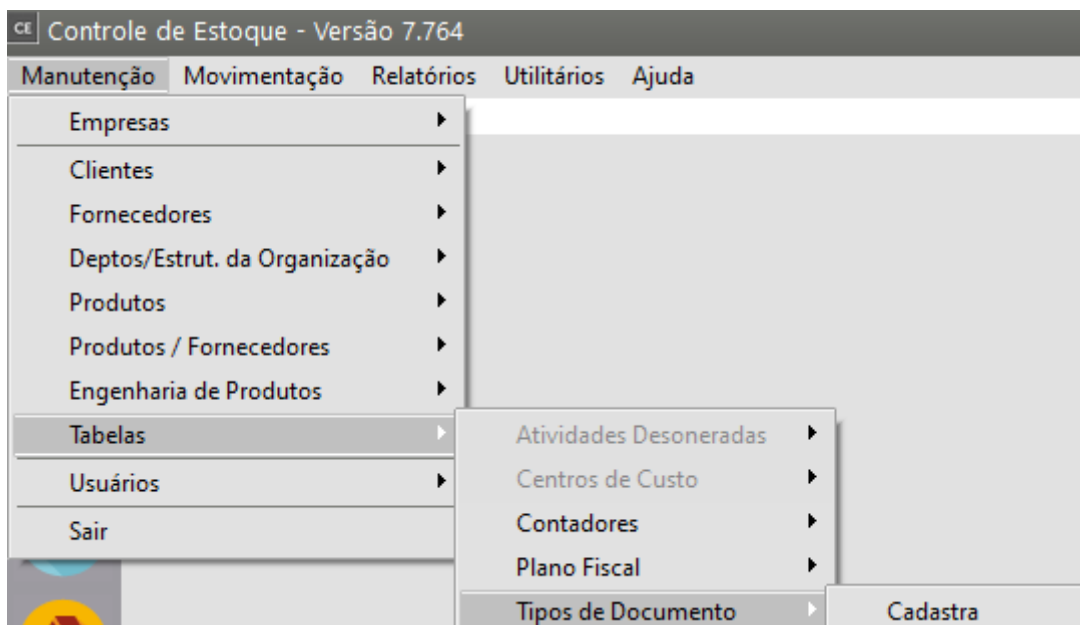 CE Controle de Estoque - Versão 7.764
Manutenção Movimentação Relatórios Utilitários Ajuda
Empresas
Clientes
Fornecedores
Deptos/Estrut. da Organização
Produtos
Produtos / Fornecedores
Engenharia de Produtos
Tabelas
Usuários
Sair
Atividades Desoneradas
Centros de Custo
Contadores
Plano Fiscal
Tipos de Documento
Cadastra